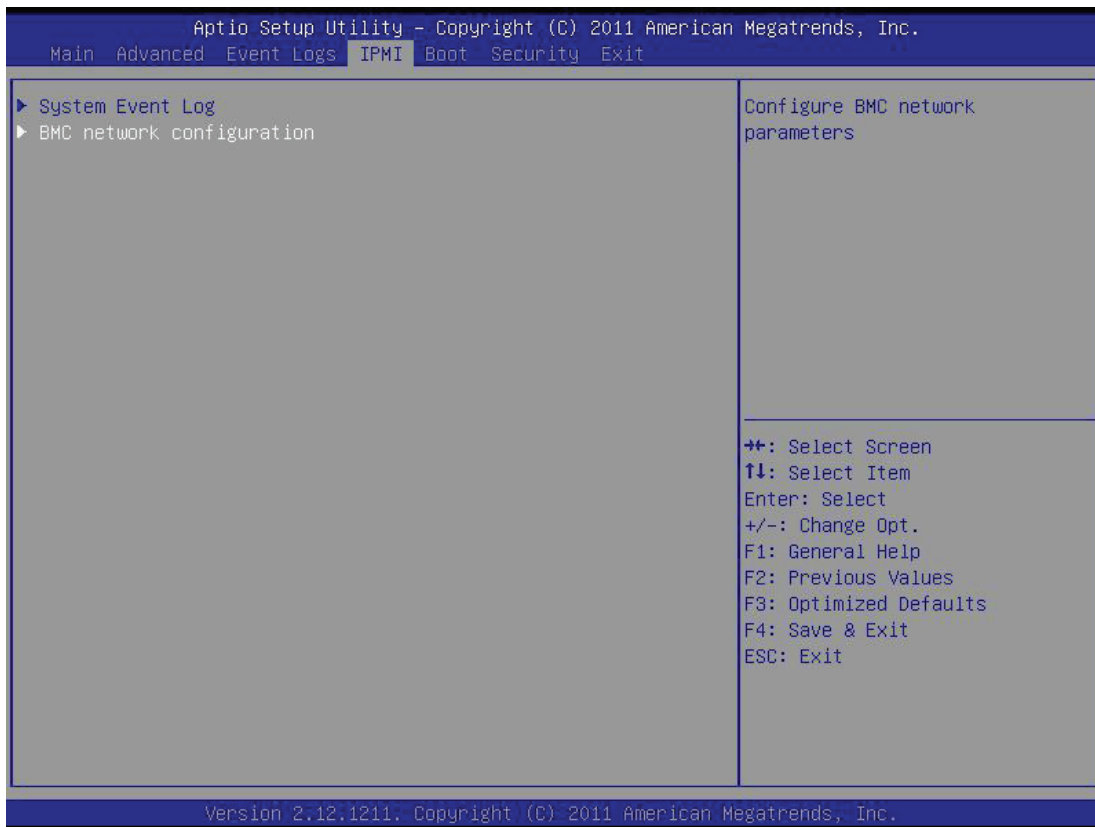 Aptio Setup Utility – Copyright (C) 2011 American Megatrends, Inc.
Main Advanced Event Logs IPMI Boot Security Exit
▶ System Event Log
▶ BMC network configuration
Configure BMC network
parameters
→←: Select Screen
↑↓: Select Item
Enter: Select
+/-: Change Opt.
F1: General Help
F2: Previous Values
F3: Optimized Defaults
F4: Save & Exit
ESC: Exit
Version 2.12.1211. Copyright (C) 2011 American Megatrends, Inc.